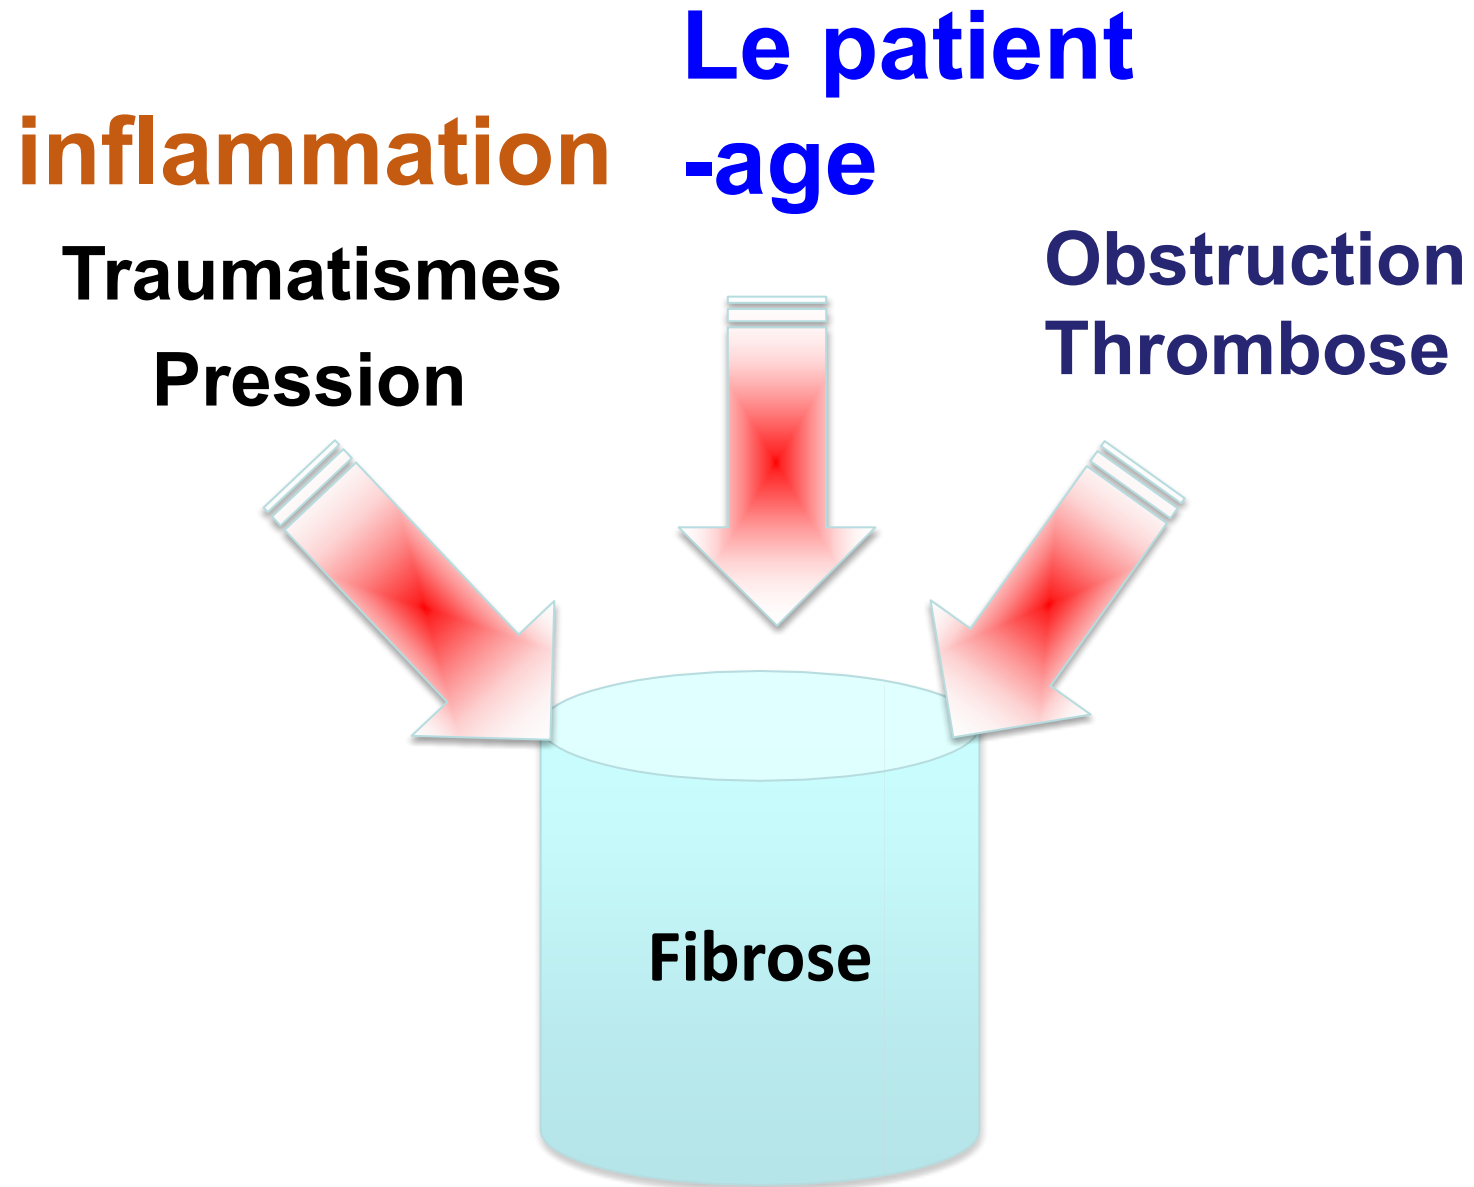 inflammation
Traumatismes
Pression
Le patient
-age
Obstruction
Thrombose
Fibrose